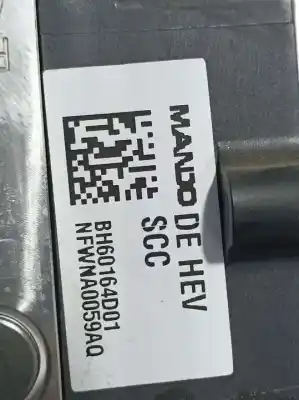 MANDO DE HEV
SCC
BH60164D01
NFWNA0059AQ